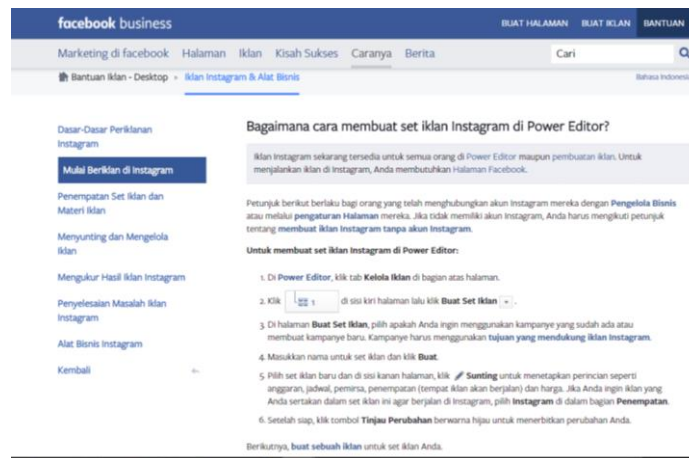 facebook business
BUAT HALAMAN BUAT IKLAN BANTUAN
Marketing di facebook Halaman Iklan Kisah Sukses Caranya Berita
Cari
Bantuan Iklan - Desktop Iklan Instagram & Alat Bisnis
Bahasa Indonesia
Dasar-Dasar Periklanan
Instagram
Mulai Beriklan di Instagram
Penempatan Set Iklan dan
Materi Iklan
Menyunting dan Mengelola
Iklan
Mengukur Hasil Iklan Instagram
Penyelesaian Masalah Iklan
Instagram
Alat Bisnis Instagram
Kembali
Bagaimana cara membuat set iklan Instagram di Power Editor?
Iklan Instagram sekarang tersedia untuk semua orang di Power Editor maupun pembuatan iklan. Untuk
menjalankan iklan di Instagram, Anda membutuhkan Halaman Facebook.
Petunjuk berikut berlaku bagi orang yang telah menghubungkan akun Instagram mereka dengan Pengelola Bisnis
atau melalui pengaturan Halaman mereka. Jika tidak memiliki akun Instagram, Anda harus mengikuti petunjuk
tentang membuat iklan Instagram tanpa akun Instagram.
Untuk membuat set iklan Instagram di Power Editor:
1. Di Power Editor, klik tab Kelola Iklan di bagian atas halaman.
2. Klik 1 di sisi kiri halaman lalu klik Buat Set Iklan .
3. Di halaman Buat Set Iklan, pilih apakah Anda ingin menggunakan kampanye yang sudah ada atau
membuat kampanye baru. Kampanye harus menggunakan tujuan yang mendukung iklan Instagram.
4. Masukkan nama untuk set iklan dan klik Buat.
5. Pilih set iklan baru dan di sisi kanan halaman, klik Sunting untuk menetapkan perincian seperti
anggaran, jadwal, pemirsa, penempatan (tempat iklan akan berjalan) dan harga. Jika Anda ingin iklan yang
Anda sertakan dalam set iklan ini agar berjalan di Instagram, pilih Instagram di dalam bagian Penempatan.
6. Setelah siap, klik tombol Tinjau Perubahan berwarna hijau untuk menerbitkan perubahan Anda.
Berikutnya, buat sebuah iklan untuk set iklan Anda.